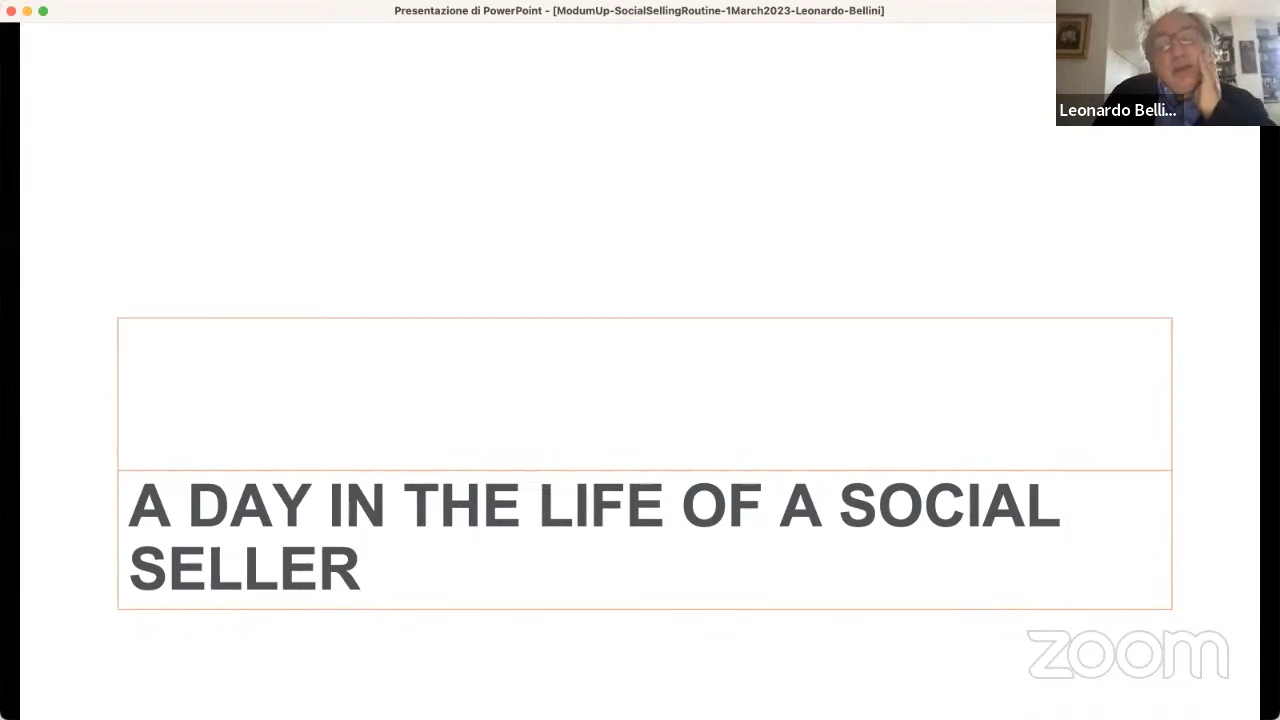 Presentazione di PowerPoint - [ModumUp-SocialSellingRoutine-1March2023-Leonardo-Bellini]
Leonardo Belli...
A DAY IN THE LIFE OF A SOCIAL
SELLER
zoom